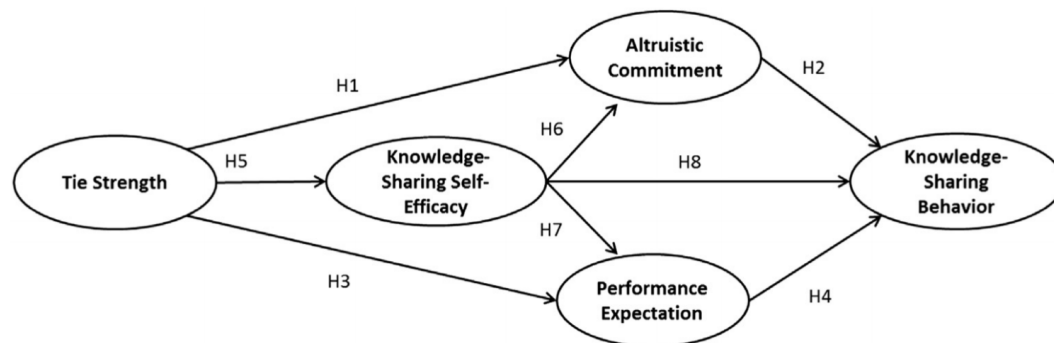 Altruistic
Commitment
H2
H1
H6
H5
Knowledge-
Sharing Self-
Efficacy
H8
Knowledge-
Sharing
Behavior
Tie Strength
H7
H3
Performance
Expectation
H4